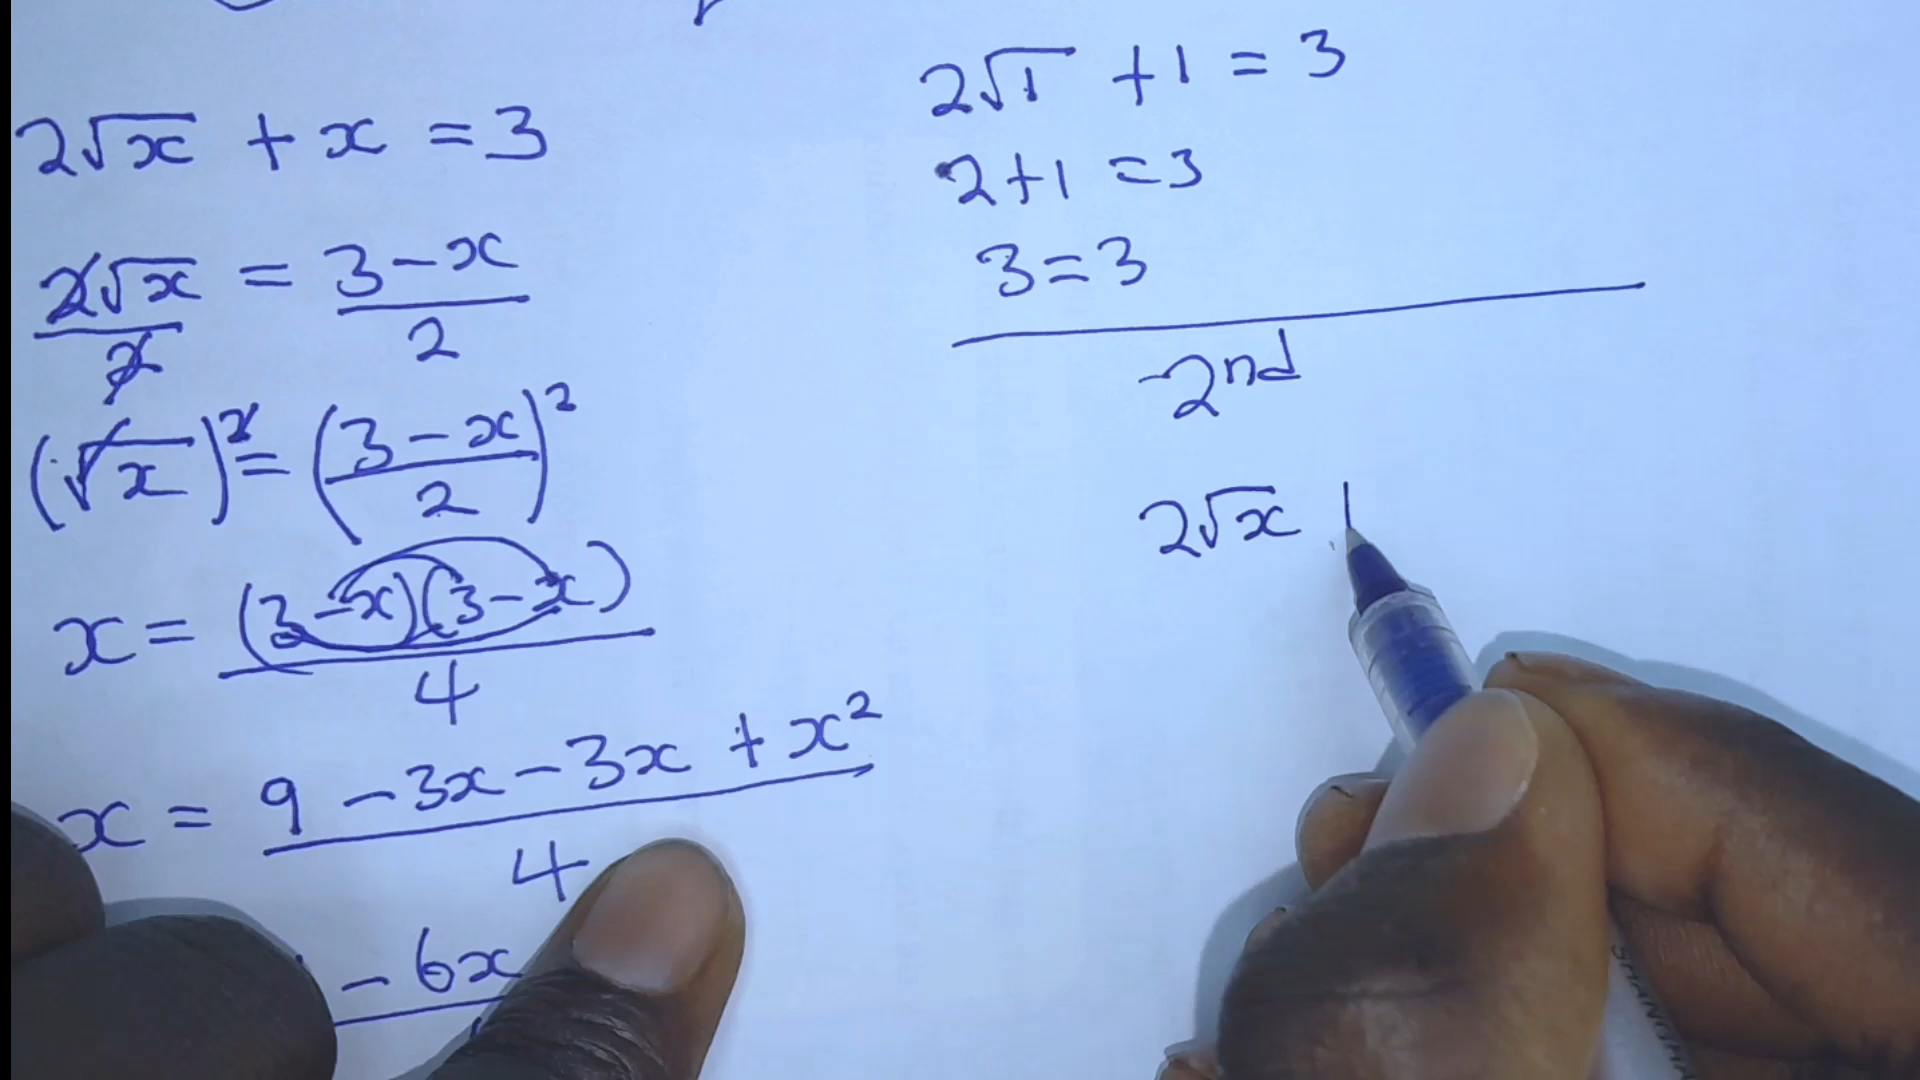 2√x + x = 3
2√x/2 = 3-x/2
(√x)² = (3-x/2)²
x = (3-x)(3-x)/4
x = 9 - 3x - 3x + x²/4
- 6x
2√1 + 1 = 3
2+1 = 3
3 = 3
2nd
2√x